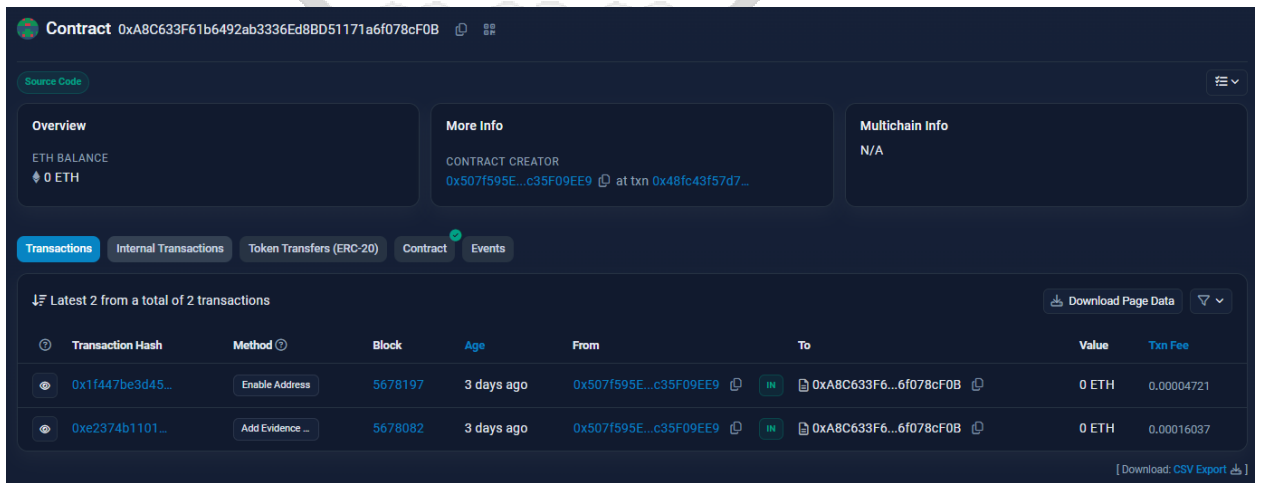 Contract 0xA8C633F61b6492ab3336Ed8BD51171a6f078cF0B
Source Code
Overview
ETH BALANCE
0 ETH
More Info
CONTRACT CREATOR
0x507f595E...c35F09EE9 at txn 0x48fc43f57d7...
Multichain Info
N/A
Transactions Internal Transactions Token Transfers (ERC-20) Contract Events
Latest 2 from a total of 2 transactions Download Page Data
Transaction Hash Method Block Age From To Value Txn Fee
0x1f447be3d45... Enable Address 5678197 3 days ago 0x507f595E...c35F09EE9 IN 0xA8C633F6...6f078cF0B 0 ETH 0.00004721
0xe2374b1101... Add Evidence ... 5678082 3 days ago 0x507f595E...c35F09EE9 IN 0xA8C633F6...6f078cF0B 0 ETH 0.00016037
[ Download: CSV Export ]